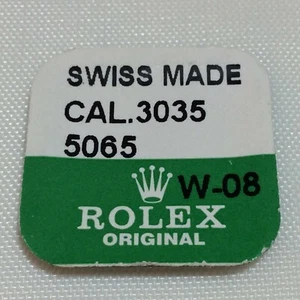 SWISS MADE
CAL.3035
5065
W-08
ROLEX
ORIGINAL